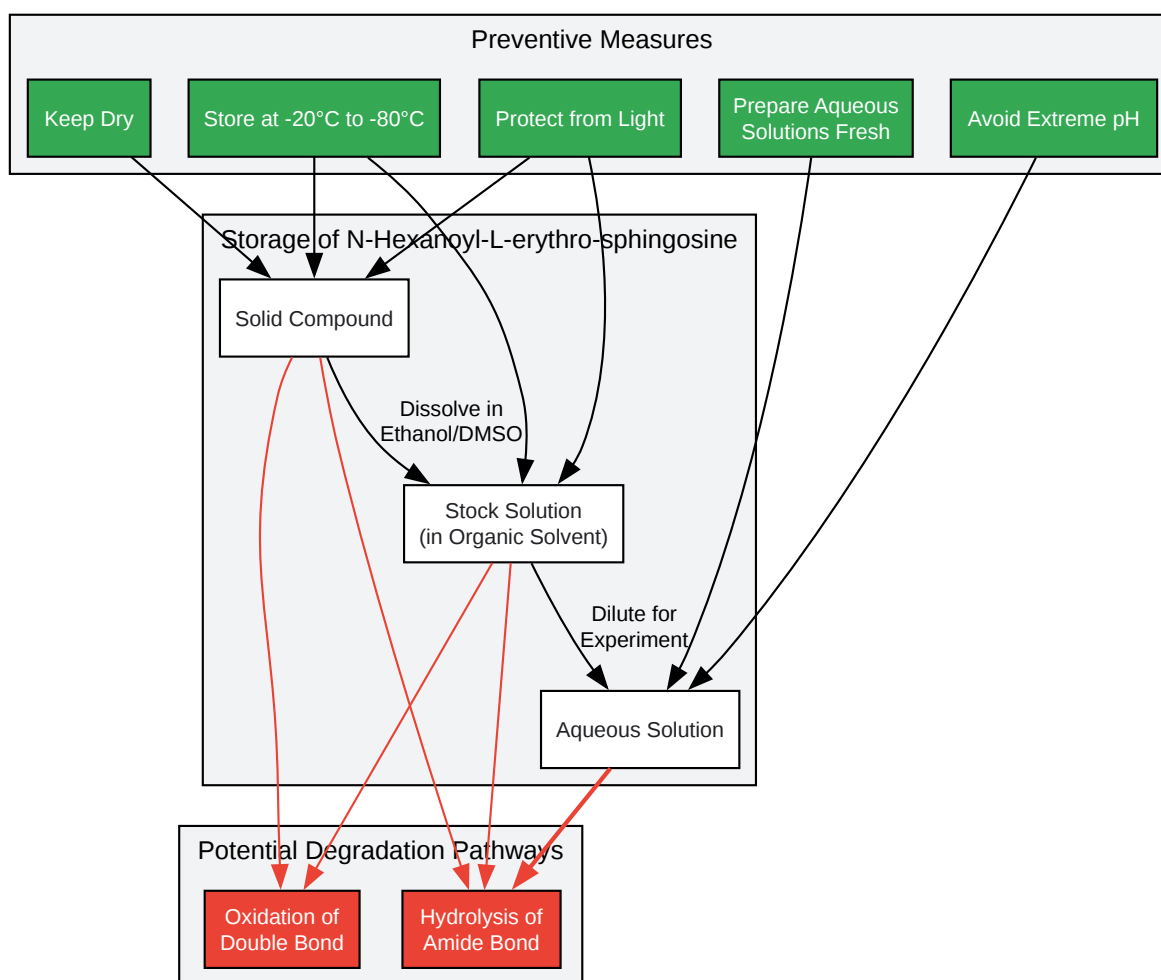 Preventive Measures
Keep Dry
Store at -20°C to -80°C
Protect from Light
Prepare Aqueous
Solutions Fresh
Avoid Extreme pH
Storage of N-Hexanoyl-L-erythro-sphingosine
Solid Compound
Dissolve in
Ethanol/DMSO
Stock Solution
(in Organic Solvent)
Dilute for
Experiment
Aqueous Solution
Potential Degradation Pathways
Oxidation of
Double Bond
Hydrolysis of
Amide Bond